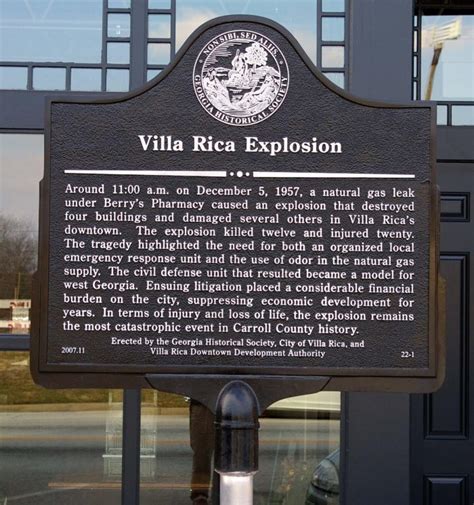 NON SIBI, SED ALIIS
GEORGIA HISTORICAL SOCIETY
Villa Rica Explosion
Around 11:00 a.m. on December 5, 1957, a natural gas leak
under Berry's Pharmacy caused an explosion that destroyed
four buildings and damaged several others in Villa Rica's
downtown. The explosion killed twelve and injured twenty.
The tragedy highlighted the need for both an organized local
emergency response unit and the use of odor in the natural gas
supply. The civil defense unit that resulted became a model for
west Georgia. Ensuing litigation placed a considerable financial
burden on the city, suppressing economic development for
years. In terms of injury and loss of life, the explosion remains
the most catastrophic event in Carroll County history.
Erected by the Georgia Historical Society, City of Villa Rica, and
Villa Rica Downtown Development Authority
2007.11
22-1